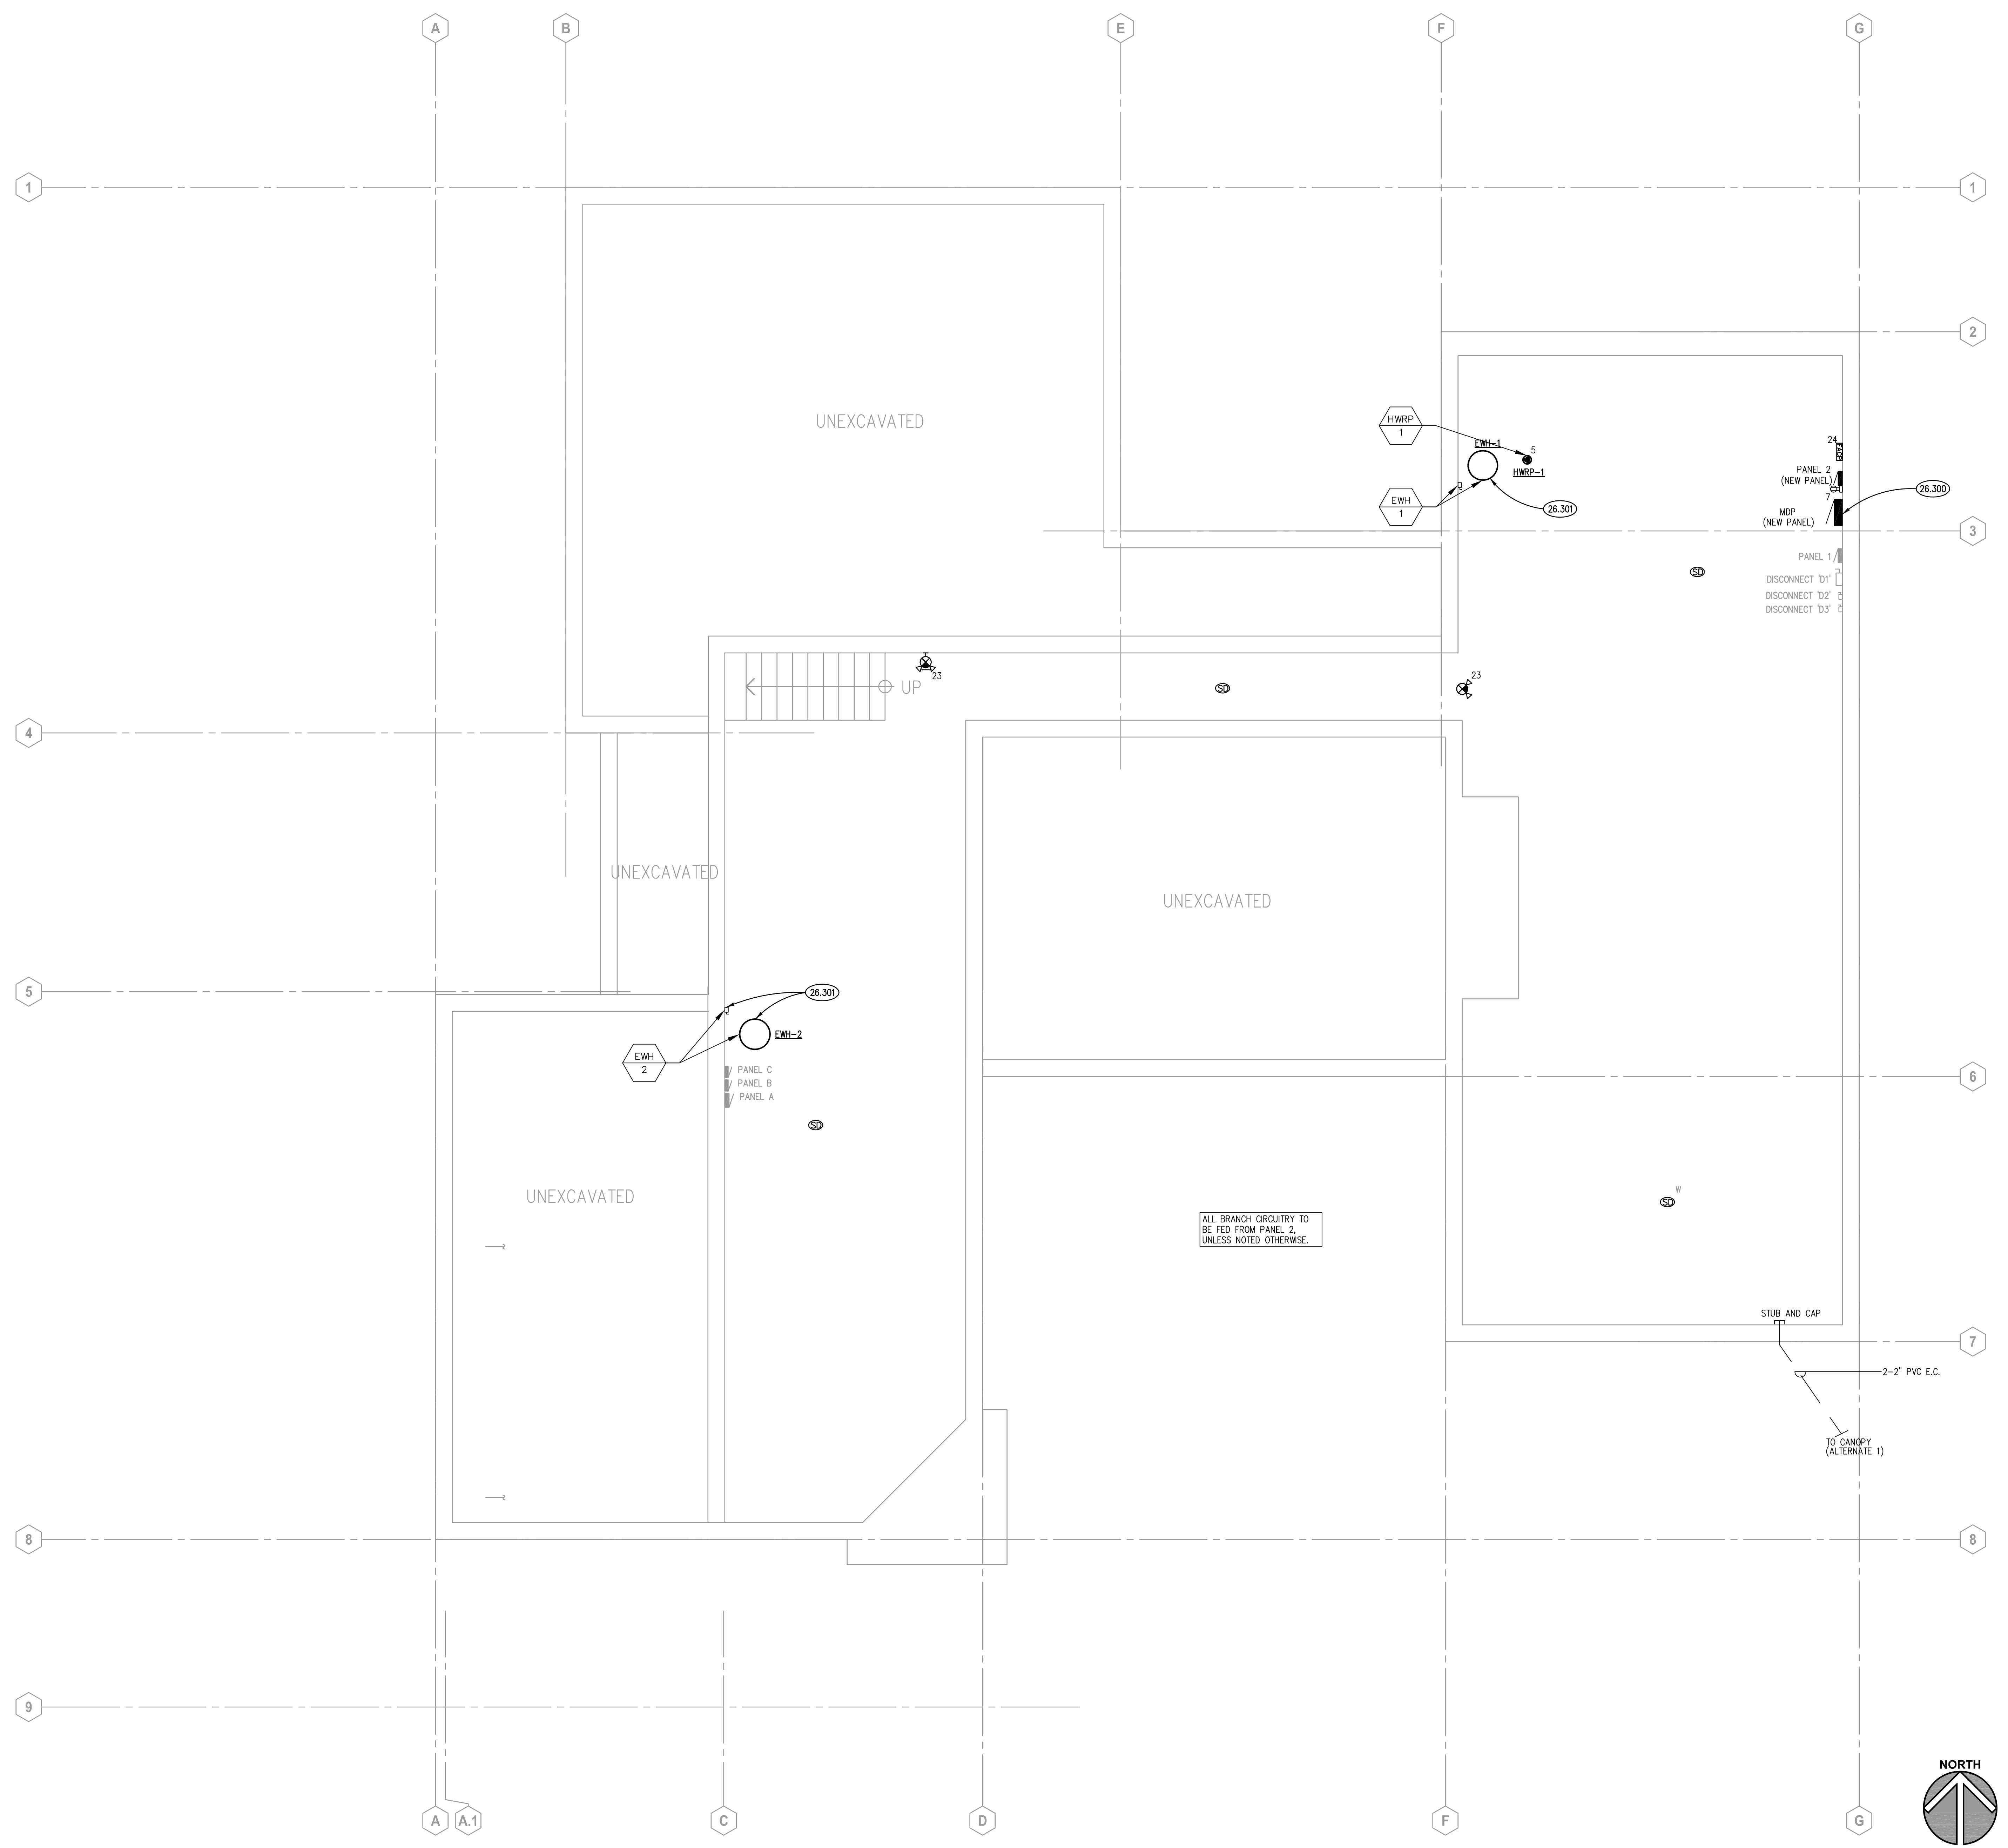 A
B
E
F
G
1
1
2
UNEXCAVATED
HWRP
1
EWH-1
5
HWRP-1
24
FACP
PANEL 2
(NEW PANEL)
7
26.300
EWH
1
26.301
MDP
(NEW PANEL)
3
PANEL 1
SD
DISCONNECT 'D1'
DISCONNECT 'D2'
DISCONNECT 'D3'
23
23
UP
SD
4
UNEXCAVATED
UNEXCAVATED
5
26.301
EWH-2
EWH
2
PANEL C
PANEL B
PANEL A
6
SD
UNEXCAVATED
W
SD
ALL BRANCH CIRCUITRY TO
BE FED FROM PANEL 2,
UNLESS NOTED OTHERWISE.
STUB AND CAP
7
2-2" PVC E.C.
TO CANOPY
(ALTERNATE 1)
8
8
9
NORTH
A
A.1
C
D
F
G